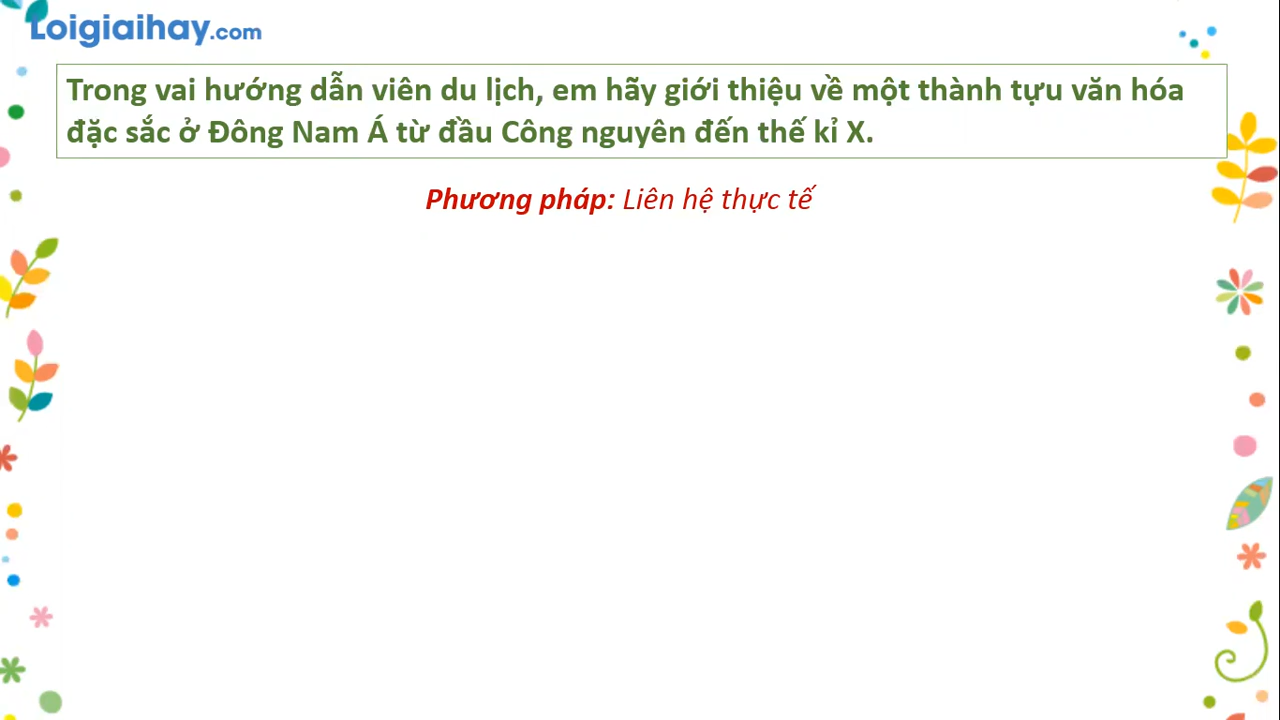 Loigiaihay.com
Trong vai hướng dẫn viên du lịch, em hãy giới thiệu về một thành tựu văn hóa
đặc sắc ở Đông Nam Á từ đầu Công nguyên đến thế kỉ X.
Phương pháp: Liên hệ thực tế